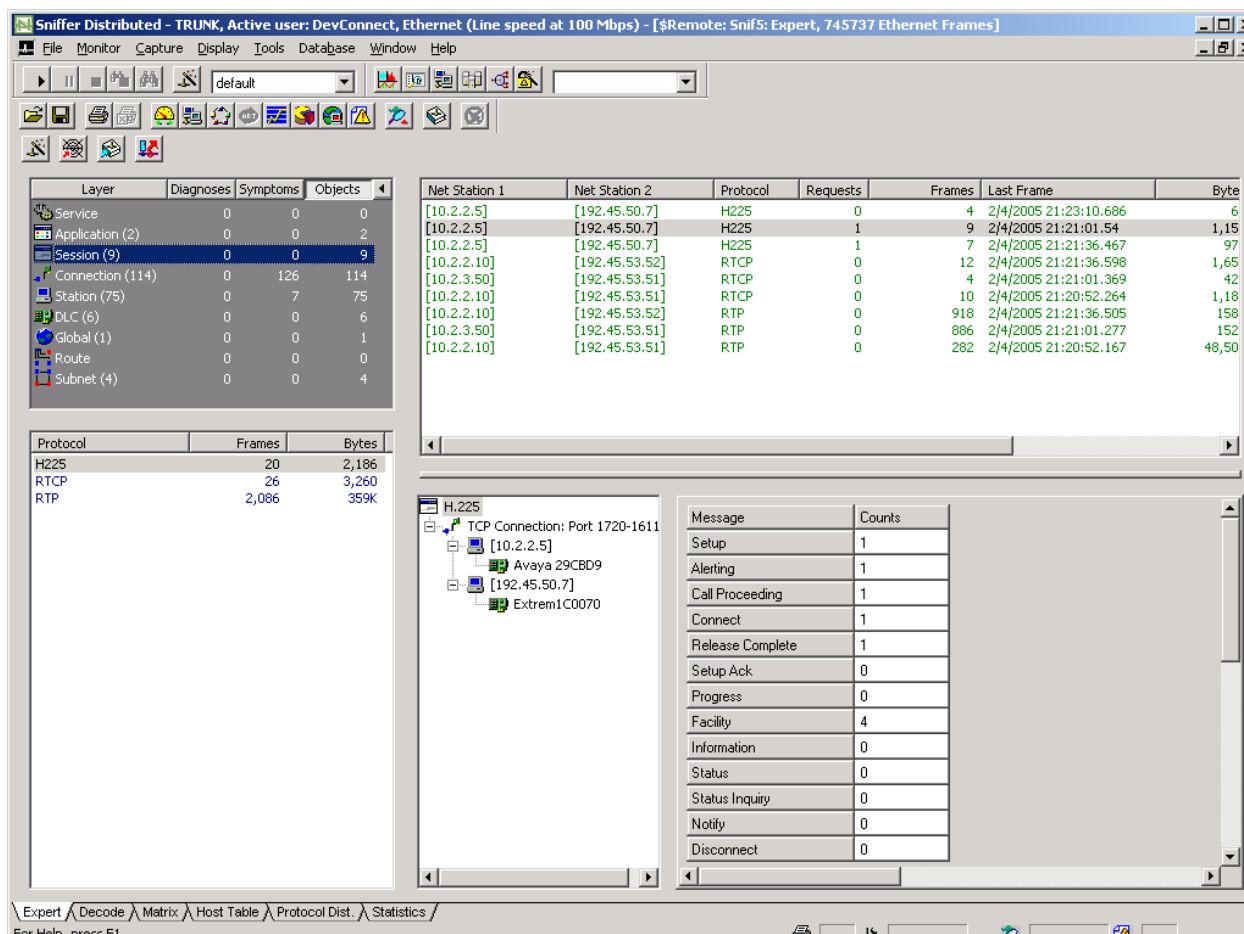 Sniffer Distributed - TRUNK, Active user: DevConnect, Ethernet (Line speed at 100 Mbps) - [$Remote: Snif5: Expert, 745737 Ethernet Frames]
File Monitor Capture Display Tools Database Window Help
default
Layer Diagnoses Symptoms Objects
Service 0 0 0
Application (2) 0 0 2
Session (9) 0 0 9
Connection (114) 0 126 114
Station (75) 0 7 75
DLC (6) 0 0 6
Global (1) 0 0 1
Route 0 0 0
Subnet (4) 0 0 4
Net Station 1 Net Station 2 Protocol Requests Frames Last Frame Byte
[10.2.2.5] [192.45.50.7] H225 0 4 2/4/2005 21:23:10.686 6
[10.2.2.5] [192.45.50.7] H225 1 9 2/4/2005 21:21:01.54 1,15
[10.2.2.5] [192.45.50.7] H225 1 7 2/4/2005 21:21:36.467 97
[10.2.2.10] [192.45.53.52] RTCP 0 12 2/4/2005 21:21:36.598 1,65
[10.2.3.50] [192.45.53.51] RTCP 0 4 2/4/2005 21:21:01.369 42
[10.2.2.10] [192.45.53.51] RTCP 0 10 2/4/2005 21:20:52.264 1,18
[10.2.2.10] [192.45.53.52] RTP 0 918 2/4/2005 21:21:36.505 158
[10.2.3.50] [192.45.53.51] RTP 0 886 2/4/2005 21:21:01.277 152
[10.2.2.10] [192.45.53.51] RTP 0 282 2/4/2005 21:20:52.167 48,50
Protocol Frames Bytes
H225 20 2,186
RTCP 26 3,260
RTP 2,086 359K
H.225
TCP Connection: Port 1720-1611
[10.2.2.5]
Avaya 29CBD9
[192.45.50.7]
Extrem1C0070
Message Counts
Setup 1
Alerting 1
Call Proceeding 1
Connect 1
Release Complete 1
Setup Ack 0
Progress 0
Facility 4
Information 0
Status 0
Status Inquiry 0
Notify 0
Disconnect 0
Expert Decode Matrix Host Table Protocol Dist. Statistics
For Help, press F1